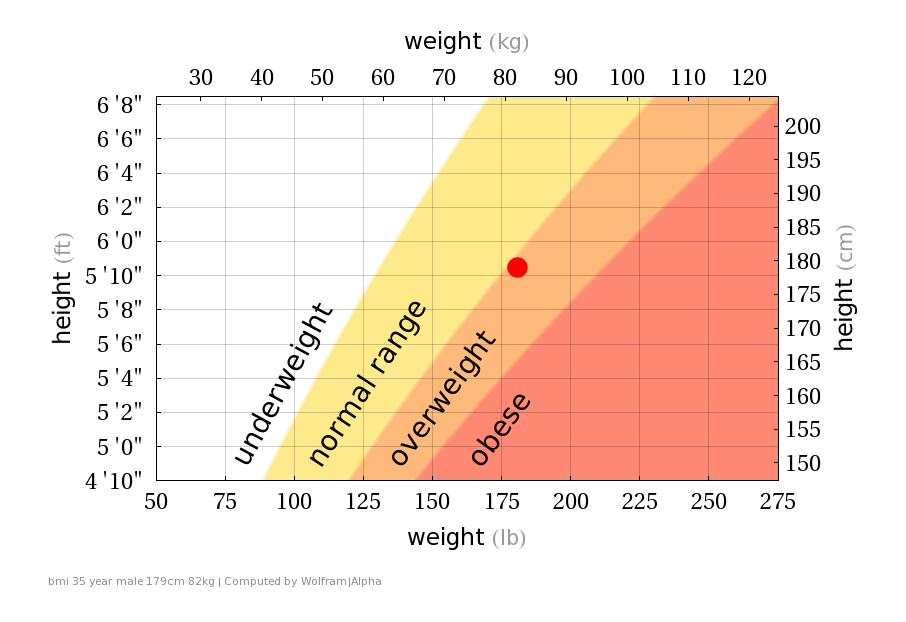 weight (kg)
30 40 50 60 70 80 90 100 110 120
6 '8"
6 '6"
6 '4"
6 '2"
6 '0"
5 '10"
5 '8"
5 '6"
5 '4"
5 '2"
5 '0"
4 '10"
height (ft)
underweight
normal range
overweight
obese
200
195
190
185
180
175
170
165
160
155
150
height (cm)
50 75 100 125 150 175 200 225 250 275
weight (lb)
bmi 35 year male 179cm 82kg | Computed by Wolfram|Alpha